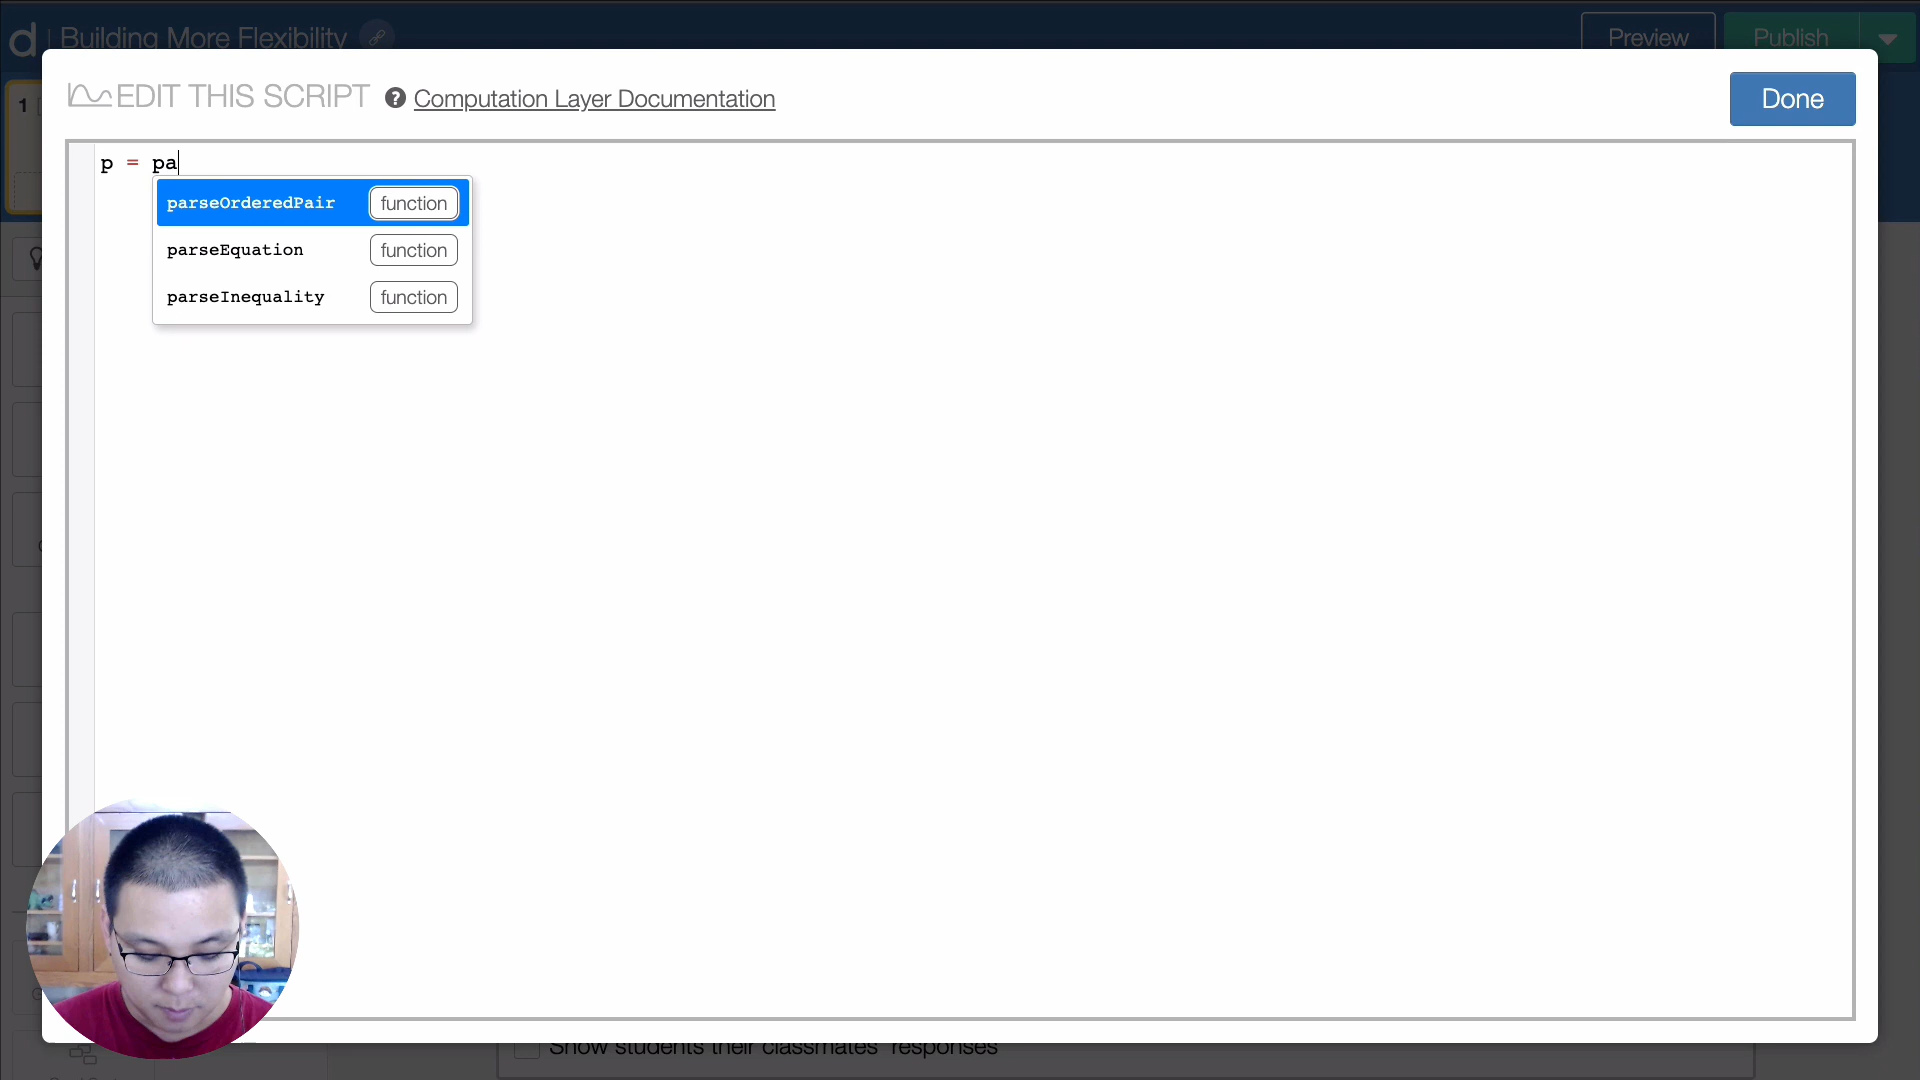 d | Building More Flexibility
Preview
Publish
1
EDIT THIS SCRIPT
? Computation Layer Documentation
Done
p = pa
parseOrderedPair function
parseEquation function
parseInequality function
Show students their classmates' responses